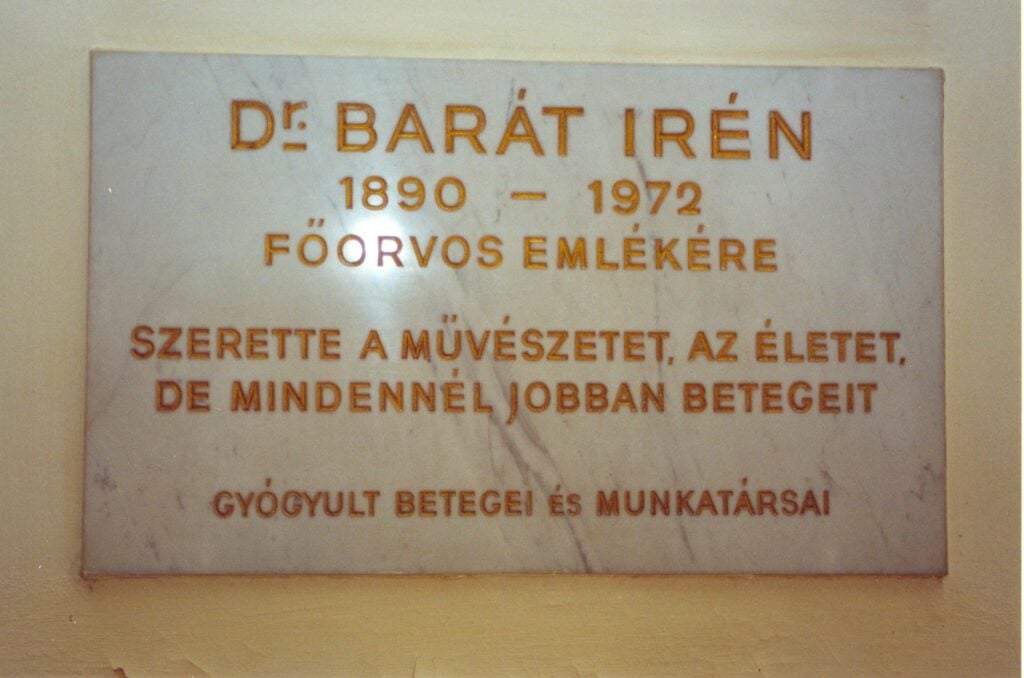 Dr. BARÁT IRÉN
1890 – 1972
FŐORVOS EMLÉKÉRE
SZERETTE A MŰVÉSZETET, AZ ÉLETET,
DE MINDENNÉL JOBBAN BETEGEIT
GYÓGYULT BETEGEI ÉS MUNKATÁRSAI